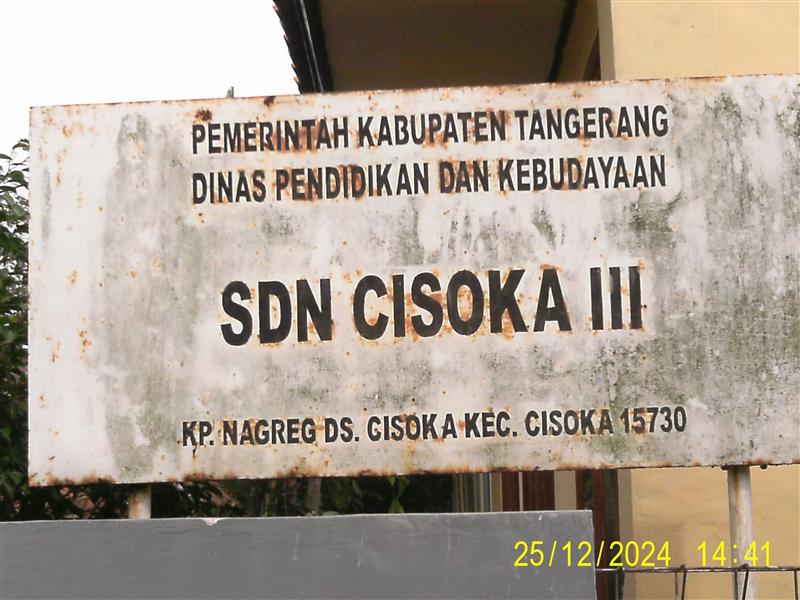 PEMERINTAH KABUPATEN TANGERANG
DINAS PENDIDIKAN DAN KEBUDAYAAN
SDN CISOKA III
KP. NAGREG DS. CISOKA KEC. CISOKA 15730
25/12/2024 14:41